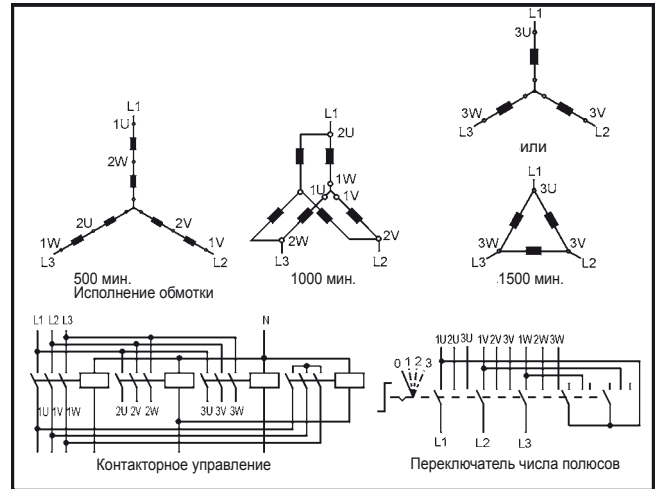 L1
3U
3W
3V
L3
L2
или
L1
1U
2W
2U
2V
1W
1V
L3
L2
L1
2U
1W
1U
1V
2W
2V
L3
L2
L1
3U
3W
3V
L3
L2
500 мин.
Исполнение обмотки
1000 мин.
1500 мин.
L1 L2 L3
N
1U 1V 1W
2U 2V 2W
3U 3V 3W
Контакторное управление
1U 2U 3U 1V 2V 3V 1W 2W 3W
0 1 2 3
L1
L2
L3
Переключатель числа полюсов